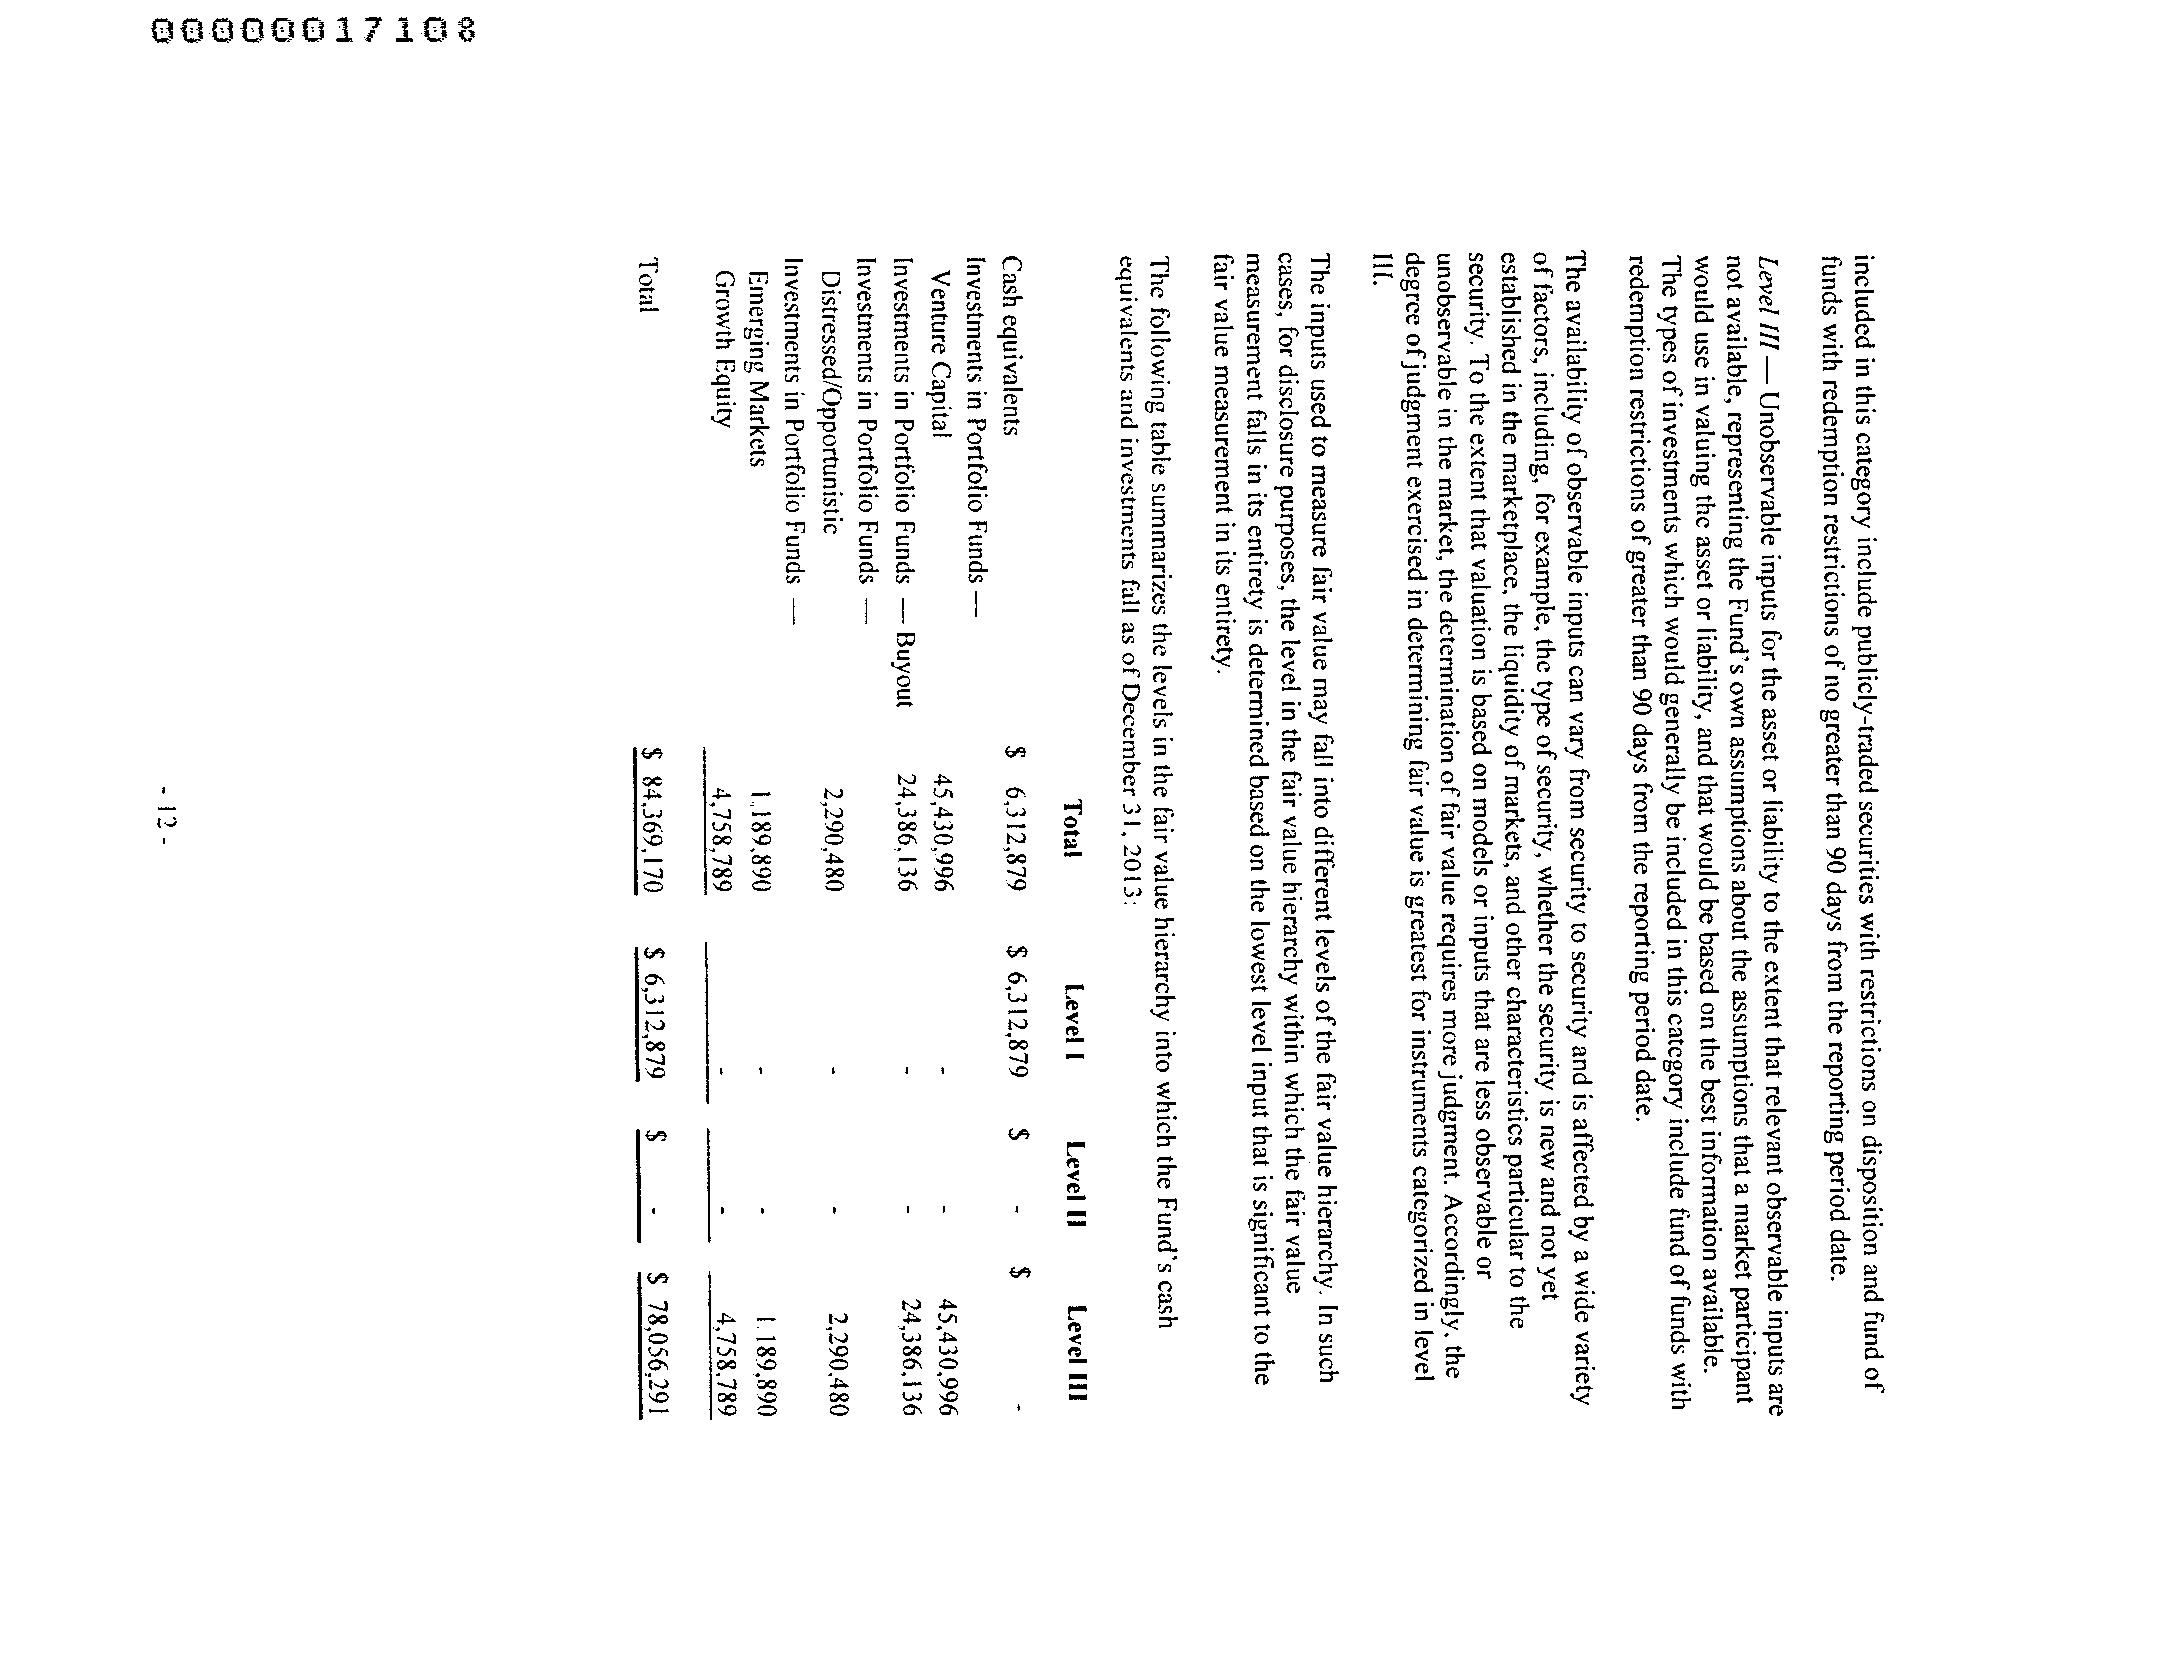 00000017108
included in this category include publicly-traded securities with restrictions on disposition and fund of
funds with redemption restrictions of no greater than 90 days from the reporting period date.
Level III — Unobservable inputs for the asset or liability to the extent that relevant observable inputs are
not available, representing the Fund's own assumptions about the assumptions that a market participant
would use in valuing the asset or liability, and that would be based on the best information available.
The types of investments which would generally be included in this category include fund of funds with
redemption restrictions of greater than 90 days from the reporting period date.
The availability of observable inputs can vary from security to security and is affected by a wide variety
of factors, including, for example, the type of security, whether the security is new and not yet
established in the marketplace, the liquidity of markets, and other characteristics particular to the
security. To the extent that valuation is based on models or inputs that are less observable or
unobservable in the market, the determination of fair value requires more judgment. Accordingly, the
degree of judgment exercised in determining fair value is greatest for instruments categorized in level
III.
The inputs used to measure fair value may fall into different levels of the fair value hierarchy. In such
cases, for disclosure purposes, the level in the fair value hierarchy within which the fair value
measurement falls in its entirety is determined based on the lowest level input that is significant to the
fair value measurement in its entirety.
The following table summarizes the levels in the fair value hierarchy into which the Fund's cash
equivalents and investments fall as of December 31, 2013:
Total Level I Level II Level III
Cash equivalents $ 6,312,879 $ 6,312,879 $ - $ -
Investments in Portfolio Funds —
Venture Capital 45,430,996 - - 45,430,996
Investments in Portfolio Funds — Buyout 24,386,136 - - 24,386,136
Investments in Portfolio Funds —
Distressed/Opportunistic 2,290,480 - - 2,290,480
Investments in Portfolio Funds —
Emerging Markets 1,189,890 - - 1,189,890
Growth Equity 4,758,789 - - 4,758,789
Total $ 84,369,170 $ 6,312,879 $ - $ 78,056,291
- 12 -